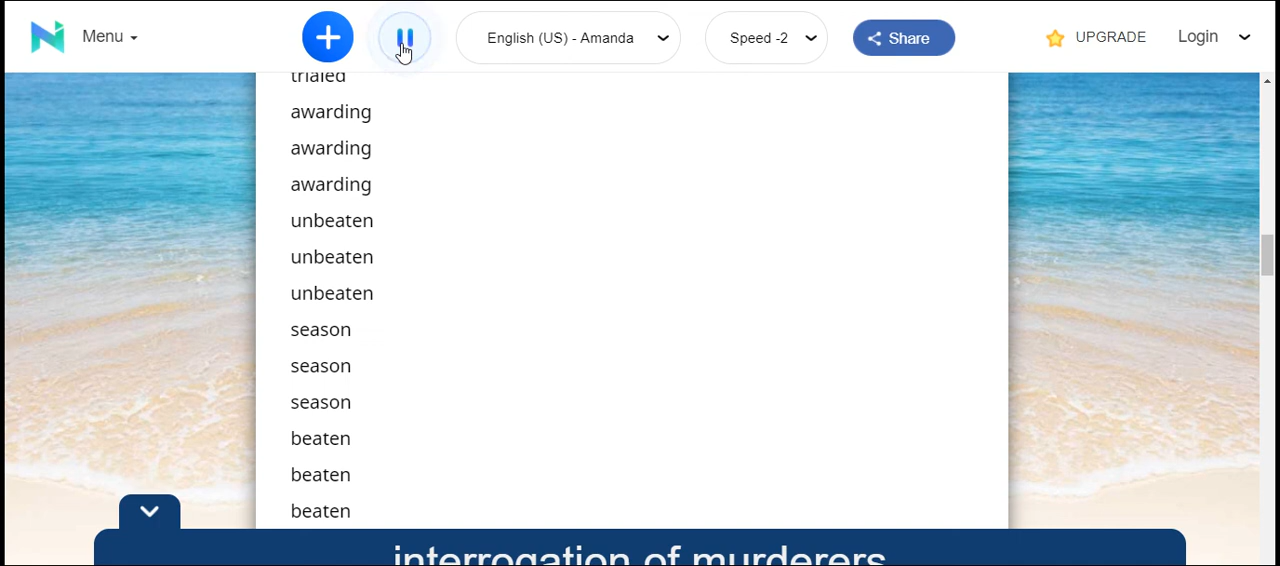 Menu
English (US) - Amanda
Speed -2
Share
UPGRADE
Login
trialed
awarding
awarding
awarding
unbeaten
unbeaten
unbeaten
season
season
season
beaten
beaten
beaten
interrogation of murderers